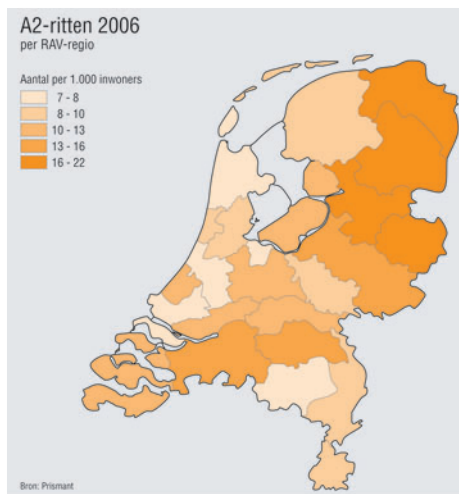 A2-ritten 2006
per RAV-regio
Aantal per 1.000 inwoners
7 - 8
8 - 10
10 - 13
13 - 16
16 - 22
Bron: Prismant